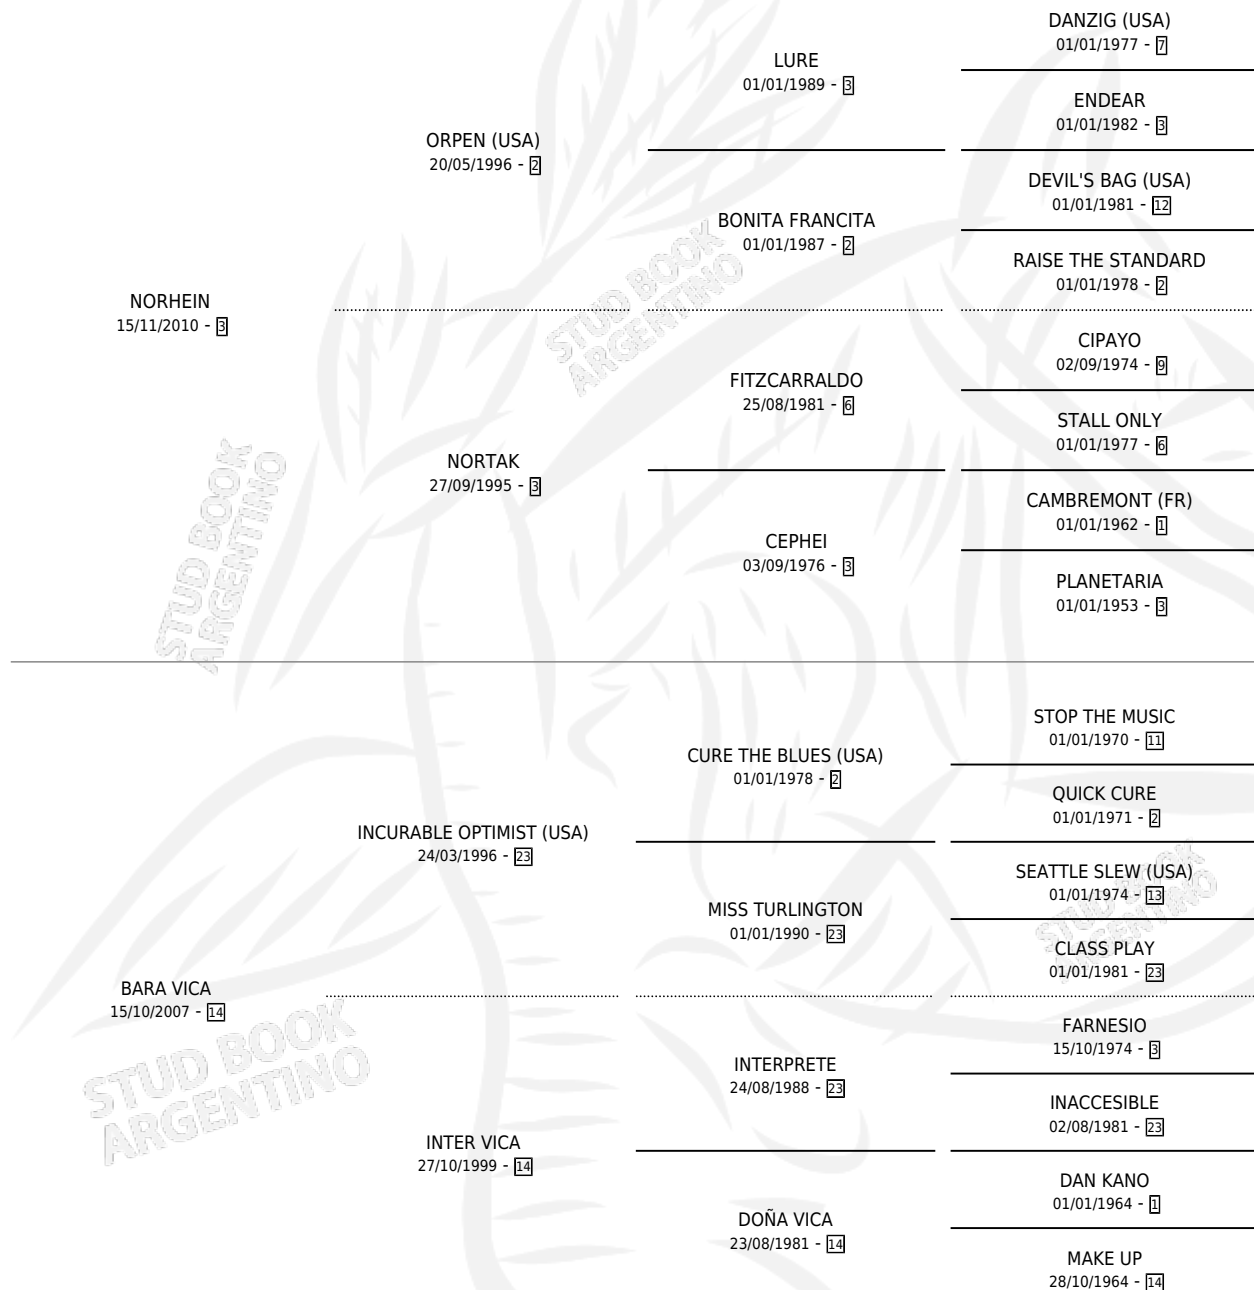 DANZIG (USA)
01/01/1977 - 7
LURE
01/01/1989 - 3
ENDEAR
01/01/1982 - 3
ORPEN (USA)
20/05/1996 - 2
DEVIL'S BAG (USA)
01/01/1981 - 12
BONITA FRANCITA
01/01/1987 - 2
RAISE THE STANDARD
01/01/1978 - 2
NORHEIN
15/11/2010 - 3
STUD BOOK
ARGENTINO
CIPAYO
02/09/1974 - 9
FITZCARRALDO
25/08/1981 - 6
STALL ONLY
01/01/1977 - 6
NORTAK
27/09/1995 - 3
CAMBREMONT (FR)
01/01/1962 - 1
CEPHEI
03/09/1976 - 3
PLANETARIA
01/01/1953 - 3
STUD BOOK
ARGENTINO
STOP THE MUSIC
01/01/1970 - 11
CURE THE BLUES (USA)
01/01/1978 - 2
QUICK CURE
01/01/1971 - 2
INCURABLE OPTIMIST (USA)
24/03/1996 - 23
SEATTLE SLEW (USA)
01/01/1974 - 13
MISS TURLINGTON
01/01/1990 - 23
STUD BOOK
ARGENTINO
CLASS PLAY
01/01/1981 - 23
BARA VICA
15/10/2007 - 14
STUD BOOK
ARGENTINO
FARNESIO
15/10/1974 - 3
INTERPRETE
24/08/1988 - 23
INACCESIBLE
02/08/1981 - 23
INTER VICA
27/10/1999 - 14
DAN KANO
01/01/1964 - 1
DOÑA VICA
23/08/1981 - 14
MAKE UP
28/10/1964 - 14